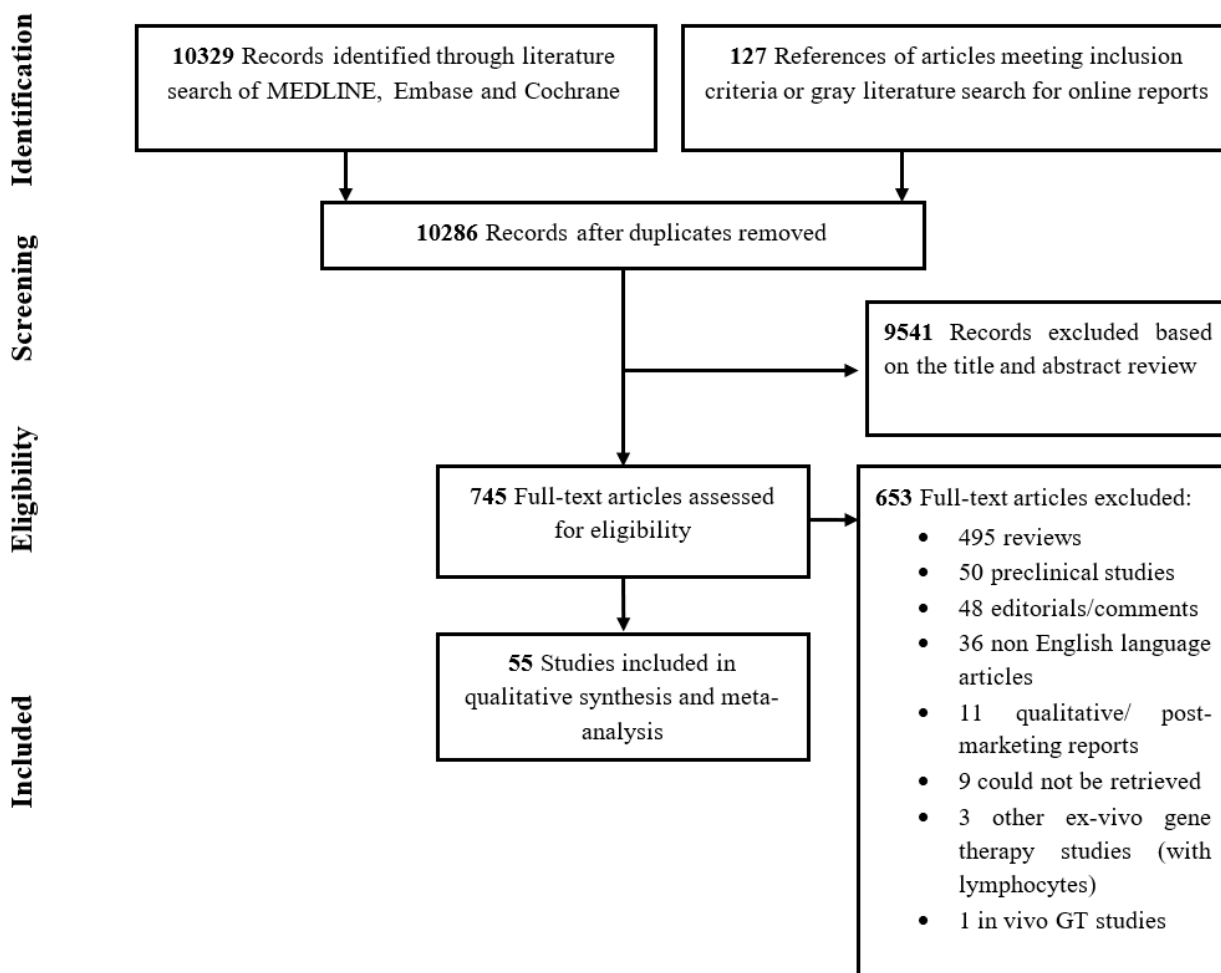 Identification
10329 Records identified through literature
search of MEDLINE, Embase and Cochrane
127 References of articles meeting inclusion
criteria or gray literature search for online reports
Screening
10286 Records after duplicates removed
9541 Records excluded based
on the title and abstract review
Eligibility
745 Full-text articles assessed
for eligibility
653 Full-text articles excluded:
• 495 reviews
• 50 preclinical studies
• 48 editorials/comments
• 36 non English language
articles
• 11 qualitative/ post-
marketing reports
• 9 could not be retrieved
• 3 other ex-vivo gene
therapy studies (with
lymphocytes)
• 1 in vivo GT studies
Included
55 Studies included in
qualitative synthesis and meta-
analysis